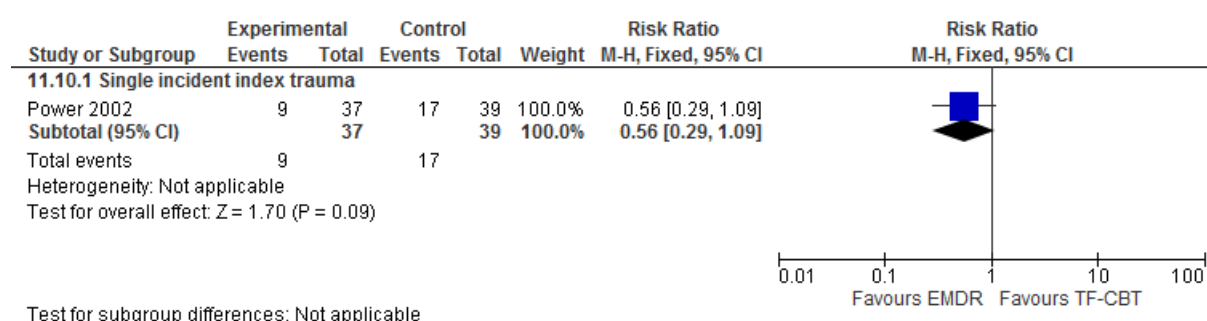 Experimental Control Risk Ratio Risk Ratio
Study or Subgroup Events Total Events Total Weight M-H, Fixed, 95% CI M-H, Fixed, 95% CI
11.10.1 Single incident index trauma
Power 2002 9 37 17 39 100.0% 0.56 [0.29, 1.09]
Subtotal (95% CI) 37 39 100.0% 0.56 [0.29, 1.09]
Total events 9 17
Heterogeneity: Not applicable
Test for overall effect: Z = 1.70 (P = 0.09)
0.01 0.1 1 10 100
Favours EMDR Favours TF-CBT
Test for subgroup differences: Not applicable